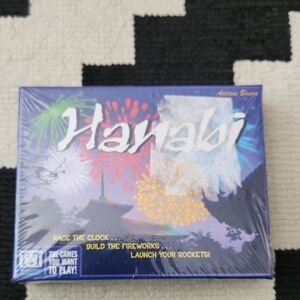 Antoine Bauza
Hanabi
RACE THE CLOCK...
BUILD THE FIREWORKS...
LAUNCH YOUR ROCKETS!
THE GAMES
YOU WANT
TO PLAY!